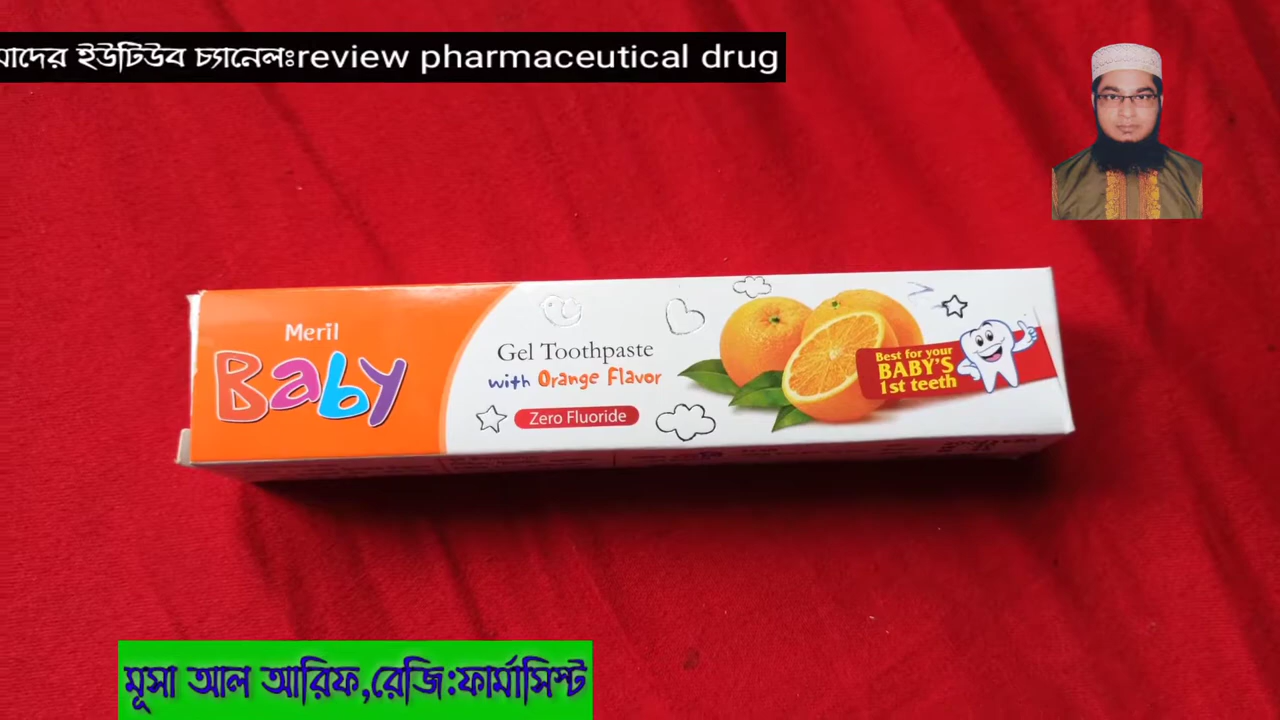 মাদের ইউটিউব চ্যানেলঃreview pharmaceutical drug
Meril
Baby
Gel Toothpaste
with Orange Flavor
Zero Fluoride
Best for your
BABY'S
1st teeth
মূসা আল আরিফ,রেজি:ফার্মাসিস্ট